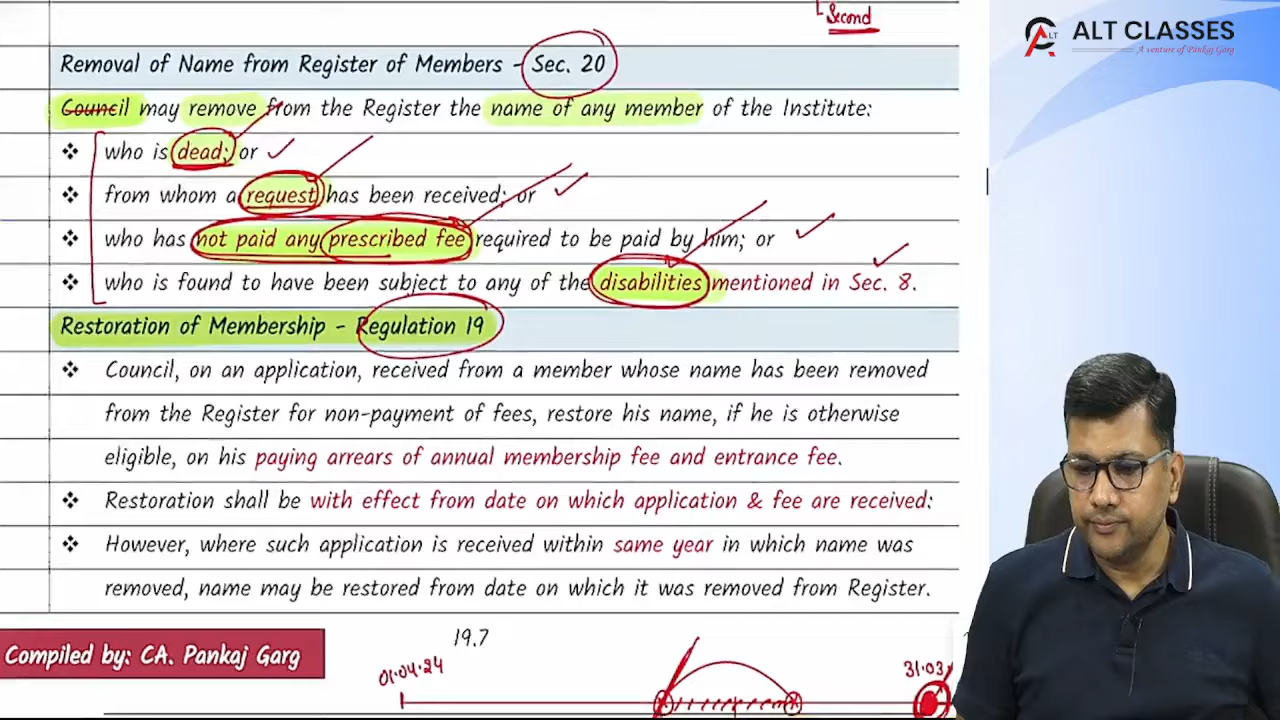 Second
ALT
ALT CLASSES
A venture of Pankaj Garg
Removal of Name from Register of Members - Sec. 20
Council may remove from the Register the name of any member of the Institute:
❖ who is dead; or
❖ from whom a request has been received; or
❖ who has not paid any prescribed fee required to be paid by him; or
❖ who is found to have been subject to any of the disabilities mentioned in Sec. 8.
Restoration of Membership - Regulation 19
❖ Council, on an application, received from a member whose name has been removed
from the Register for non-payment of fees, restore his name, if he is otherwise
eligible, on his paying arrears of annual membership fee and entrance fee.
❖ Restoration shall be with effect from date on which application & fee are received:
❖ However, where such application is received within same year in which name was
removed, name may be restored from date on which it was removed from Register.
19.7
Compiled by: CA. Pankaj Garg
01.04.24
31.03